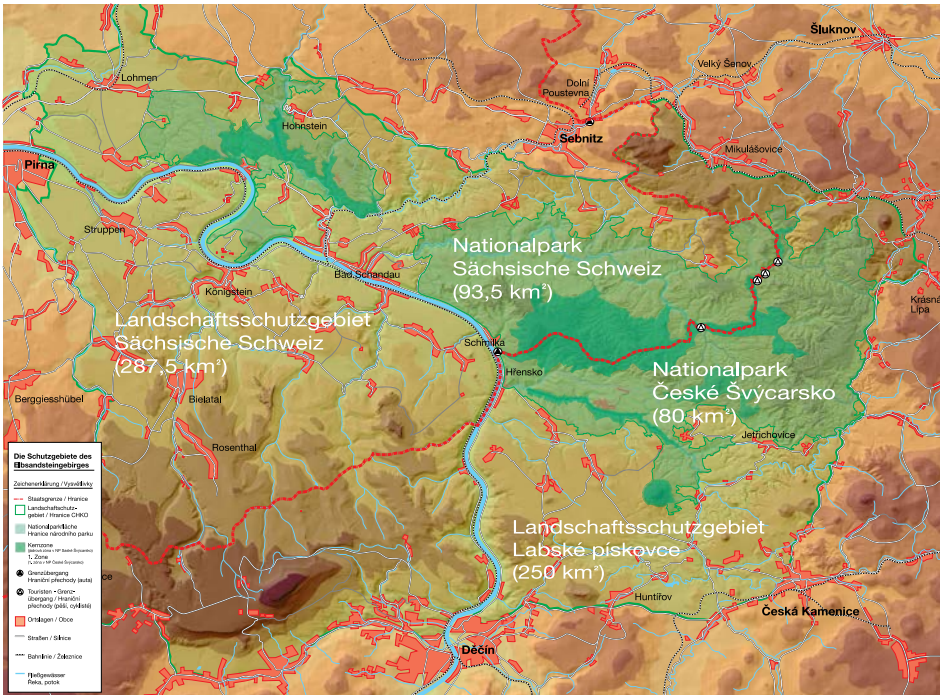 Šluknov
Velký Šenov
Lohmen
Dolní
Poustevna
Hohnstein
Sebnitz
Mikulášovice
Pirna
Struppen
Nationalpark
Sächsische Schweiz
(93,5 km²)
Bad Schandau
Königstein
Krásná
Lípa
Landschaftsschutzgebiet
Sächsische Schweiz
(287,5 km²)
Schmilka
Hřensko
Nationalpark
České Švýcarsko
(80 km²)
Berggiesshübel
Bielatal
Rosenthal
Jetřichovice
Die Schutzgebiete des
Elbsandsteingebirges
Zeichenerklärung / Vysvětlivky
Staatsgrenze / Hranice
Landschaftschutz-
gebiet / Hranice CHKO
Nationalparkfläche
Hranice národního parku
Kernzone
1. Zone
Grenzübergang
Hraniční přechody (auta)
Touristen - Grenz-
übergang / Hraniční
přechody (pěší, cyklisté)
Ortslagen / Obce
Straßen / Silnice
Bahnlinie / Železnice
Fließgewässer
Řeka, potok
Landschaftsschutzgebiet
Labské pískovce
(250 km²)
Huntířov
Česká Kamenice
Děčín